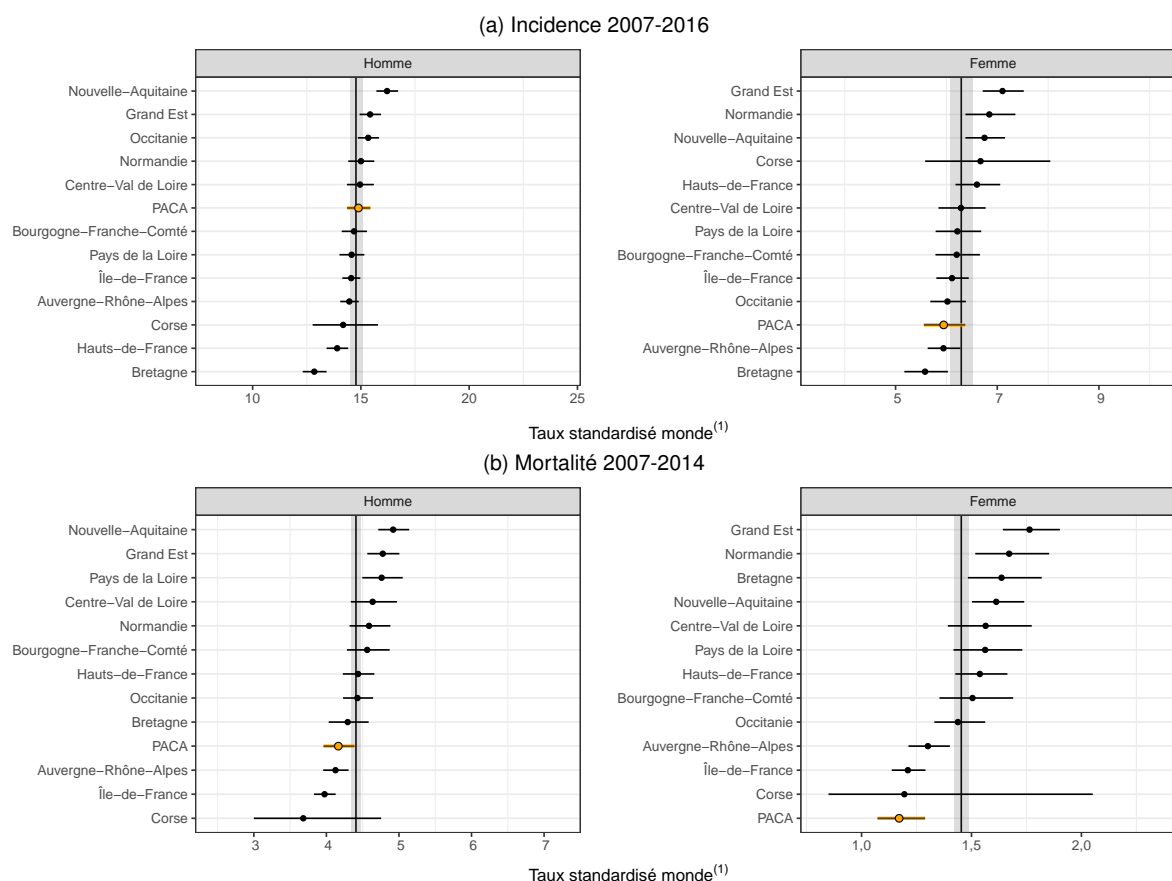 (a) Incidence 2007-2016
Homme
Nouvelle−Aquitaine
Grand Est
Occitanie
Normandie
Centre−Val de Loire
PACA
Bourgogne−Franche−Comté
Pays de la Loire
Île−de−France
Auvergne−Rhône−Alpes
Corse
Hauts−de−France
Bretagne
10 15 20 25
Femme
Grand Est
Normandie
Nouvelle−Aquitaine
Corse
Hauts−de−France
Centre−Val de Loire
Pays de la Loire
Bourgogne−Franche−Comté
Île−de−France
Occitanie
PACA
Auvergne−Rhône−Alpes
Bretagne
5 7 9
Taux standardisé monde(1)
(b) Mortalité 2007-2014
Homme
Nouvelle−Aquitaine
Grand Est
Pays de la Loire
Centre−Val de Loire
Normandie
Bourgogne−Franche−Comté
Hauts−de−France
Occitanie
Bretagne
PACA
Auvergne−Rhône−Alpes
Île−de−France
Corse
3 4 5 6 7
Femme
Grand Est
Normandie
Bretagne
Nouvelle−Aquitaine
Centre−Val de Loire
Pays de la Loire
Hauts−de−France
Bourgogne−Franche−Comté
Occitanie
Auvergne−Rhône−Alpes
Île−de−France
Corse
PACA
1,0 1,5 2,0
Taux standardisé monde(1)